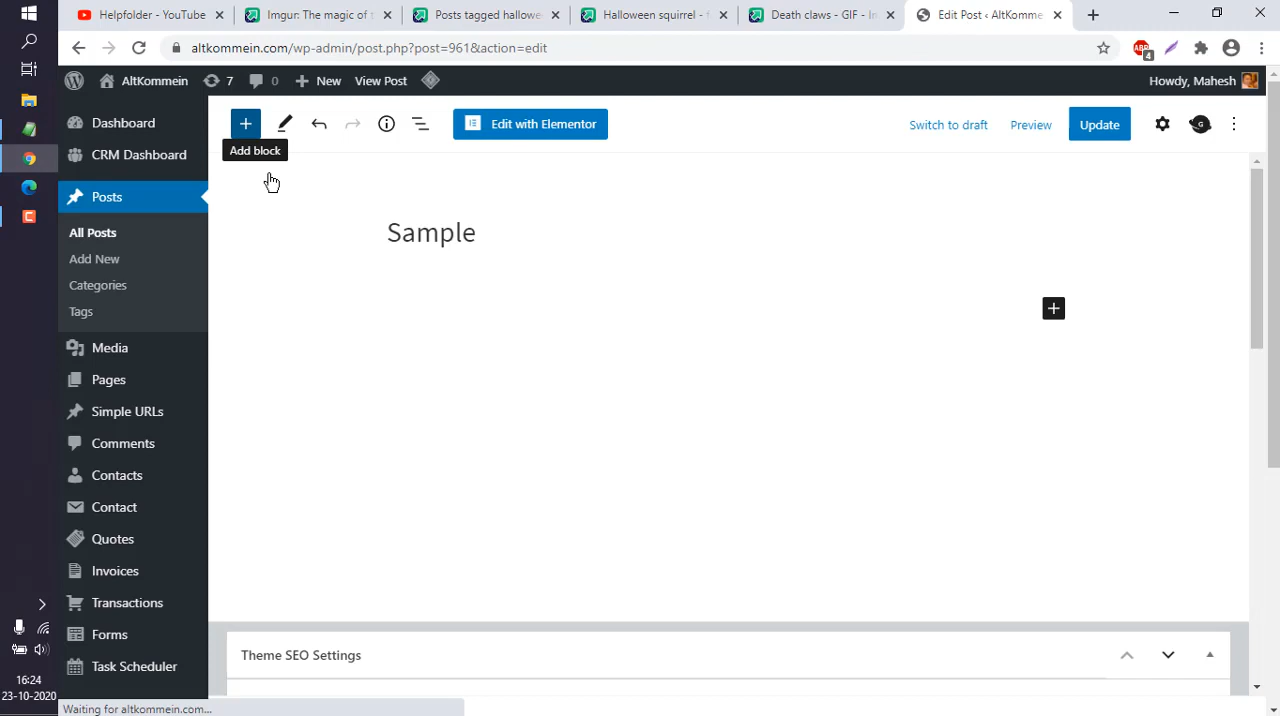 Helpfolder - YouTube
Imgur: The magic of t
Posts tagged hallowe
Halloween squirrel - f
Death claws - GIF - In
Edit Post ‹ AltKomme
altkommein.com/wp-admin/post.php?post=961&action=edit
4
AltKommein
7
0
New
View Post
Howdy, Mahesh
Dashboard
CRM Dashboard
Posts
All Posts
Add New
Categories
Tags
Media
Pages
Simple URLs
Comments
Contacts
Contact
Quotes
Invoices
Transactions
Forms
Task Scheduler
Edit with Elementor
Switch to draft
Preview
Update
G
Add block
Sample
Theme SEO Settings
Waiting for altkommein.com...
16:24
23-10-2020